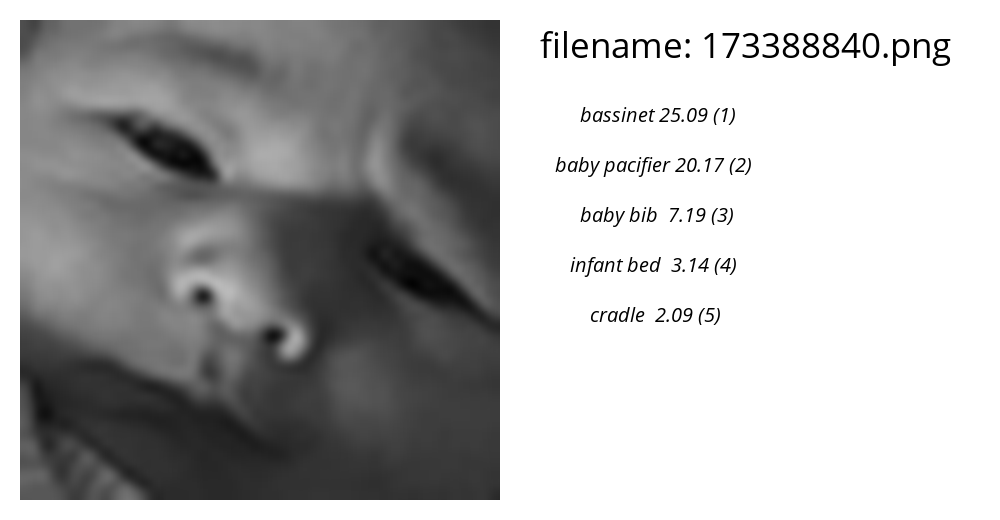 filename: 173388840.png
bassinet 25.09 (1)
baby pacifier 20.17 (2)
baby bib  7.19 (3)
infant bed  3.14 (4)
cradle  2.09 (5)